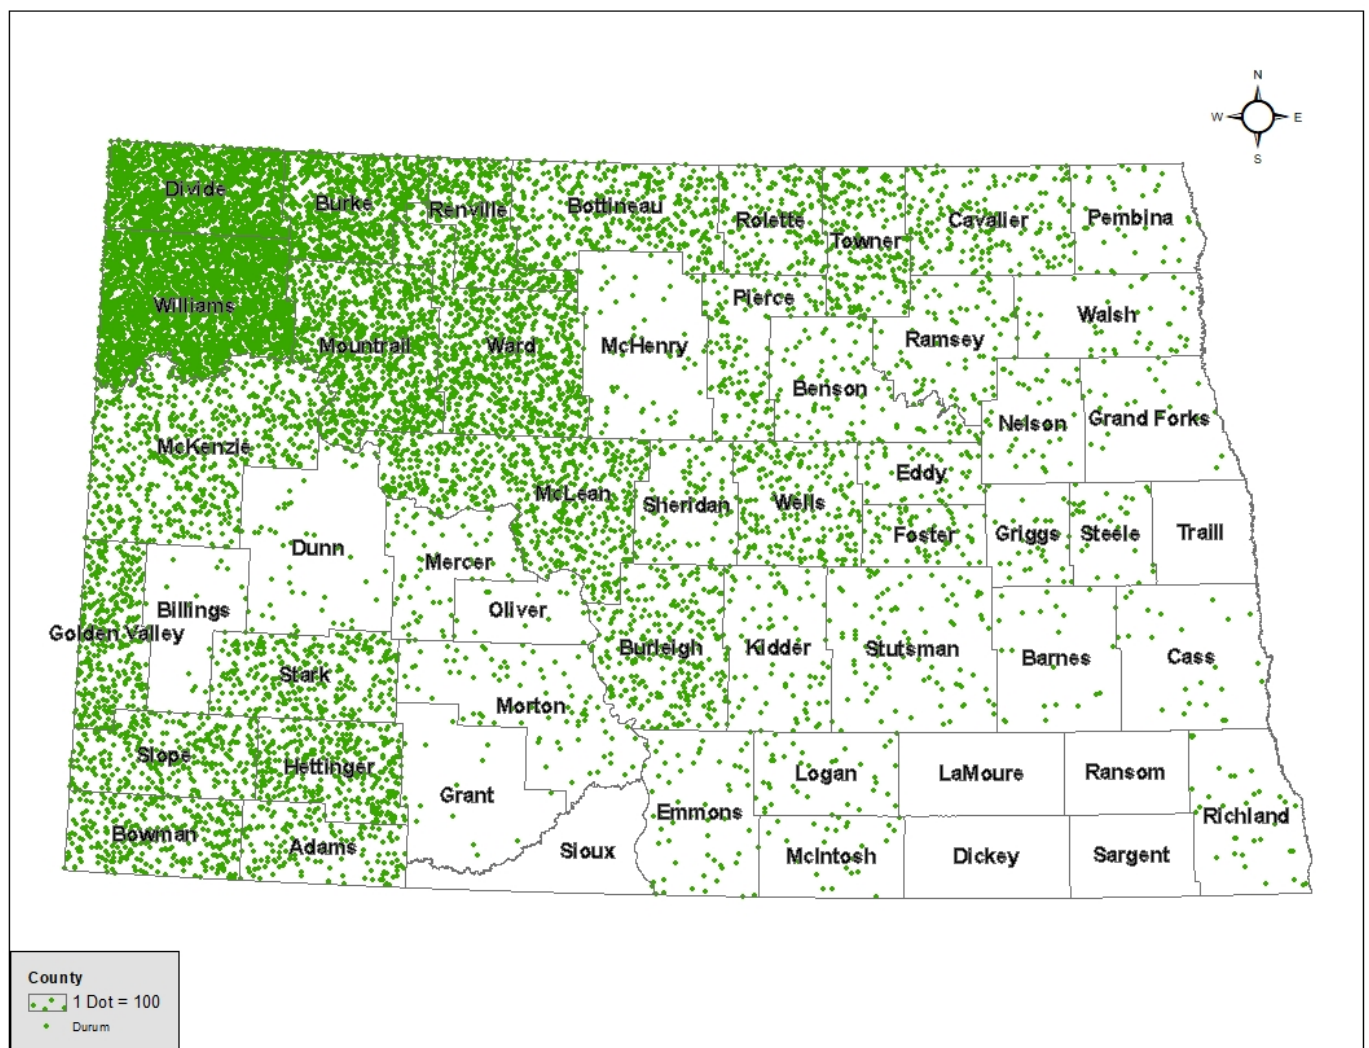 N
W E
S
Divide
Burke
Renville
Bottineau
Rolette
Towner
Cavalier
Pembina
Williams
Mountrail
Ward
McHenry
Pierce
Benson
Ramsey
Walsh
McKenzie
Nelson
Grand Forks
McLean
Sheridan
Wells
Eddy
Foster
Griggs
Steele
Traill
Dunn
Mercer
Oliver
Billings
Golden Valley
Stark
Burleigh
Kidder
Stutsman
Barnes
Cass
Morton
Slope
Hettinger
Grant
Emmons
Logan
LaMoure
Ransom
Richland
Bowman
Adams
Sioux
McIntosh
Dickey
Sargent
County
1 Dot = 100
Durum